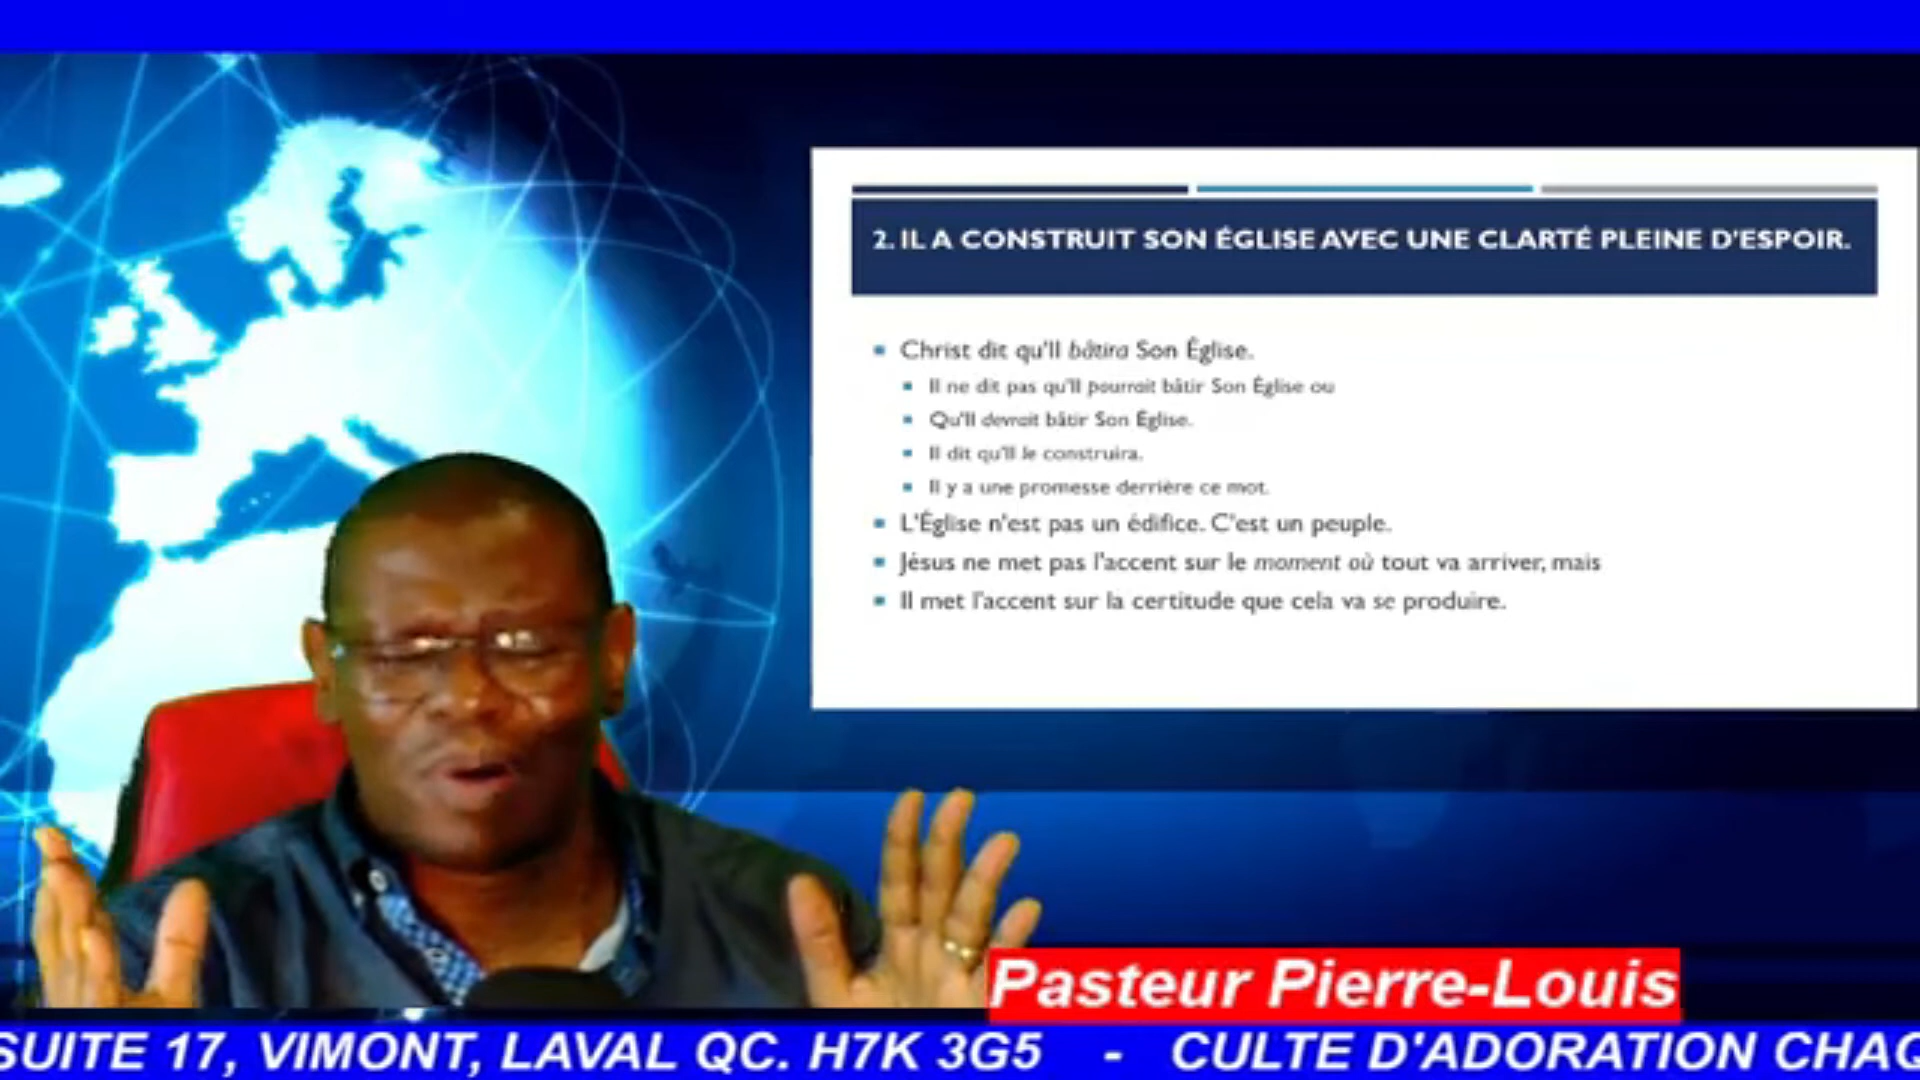 2. IL A CONSTRUIT SON ÉGLISE AVEC UNE CLARTÉ PLEINE D'ESPOIR.
Christ dit qu'Il bâtira Son Église.
Il ne dit pas qu'Il pourrait bâtir Son Église ou
Qu'Il devrait bâtir Son Église.
Il dit qu'Il le construira.
Il y a une promesse derrière ce mot.
L'Église n'est pas un édifice. C'est un peuple.
Jésus ne met pas l'accent sur le moment où tout va arriver, mais
Il met l'accent sur la certitude que cela va se produire.
Pasteur Pierre-Louis
SUITE 17, VIMONT, LAVAL QC. H7K 3G5 - CULTE D'ADORATION CHAQ